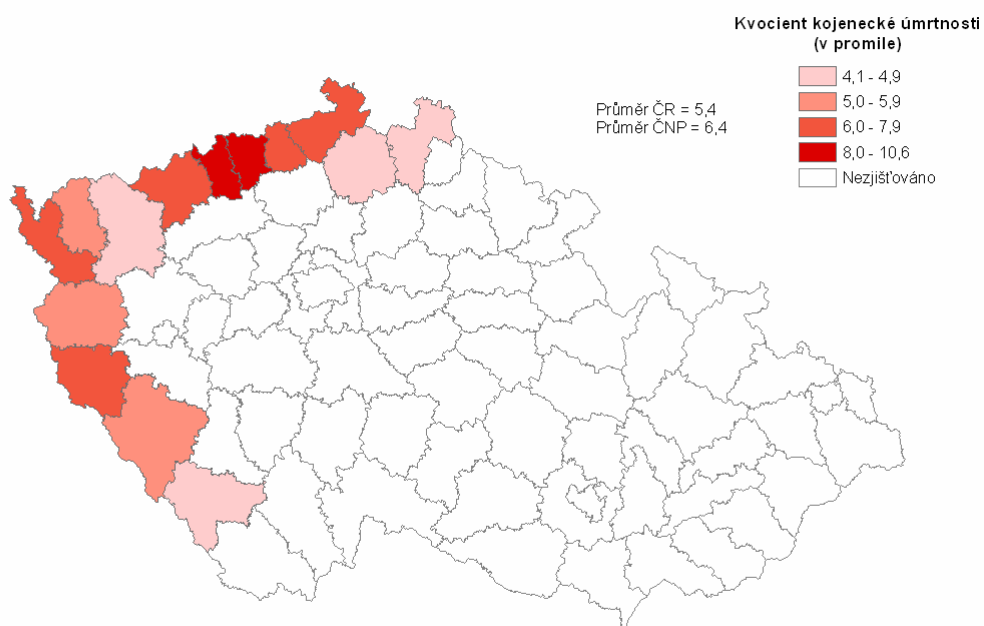 Kvocient kojenecké úmrtnosti
(v promile)
4,1 - 4,9
5,0 - 5,9
6,0 - 7,9
8,0 - 10,6
Nezjišťováno
Průměr ČR = 5,4
Průměr ČNP = 6,4